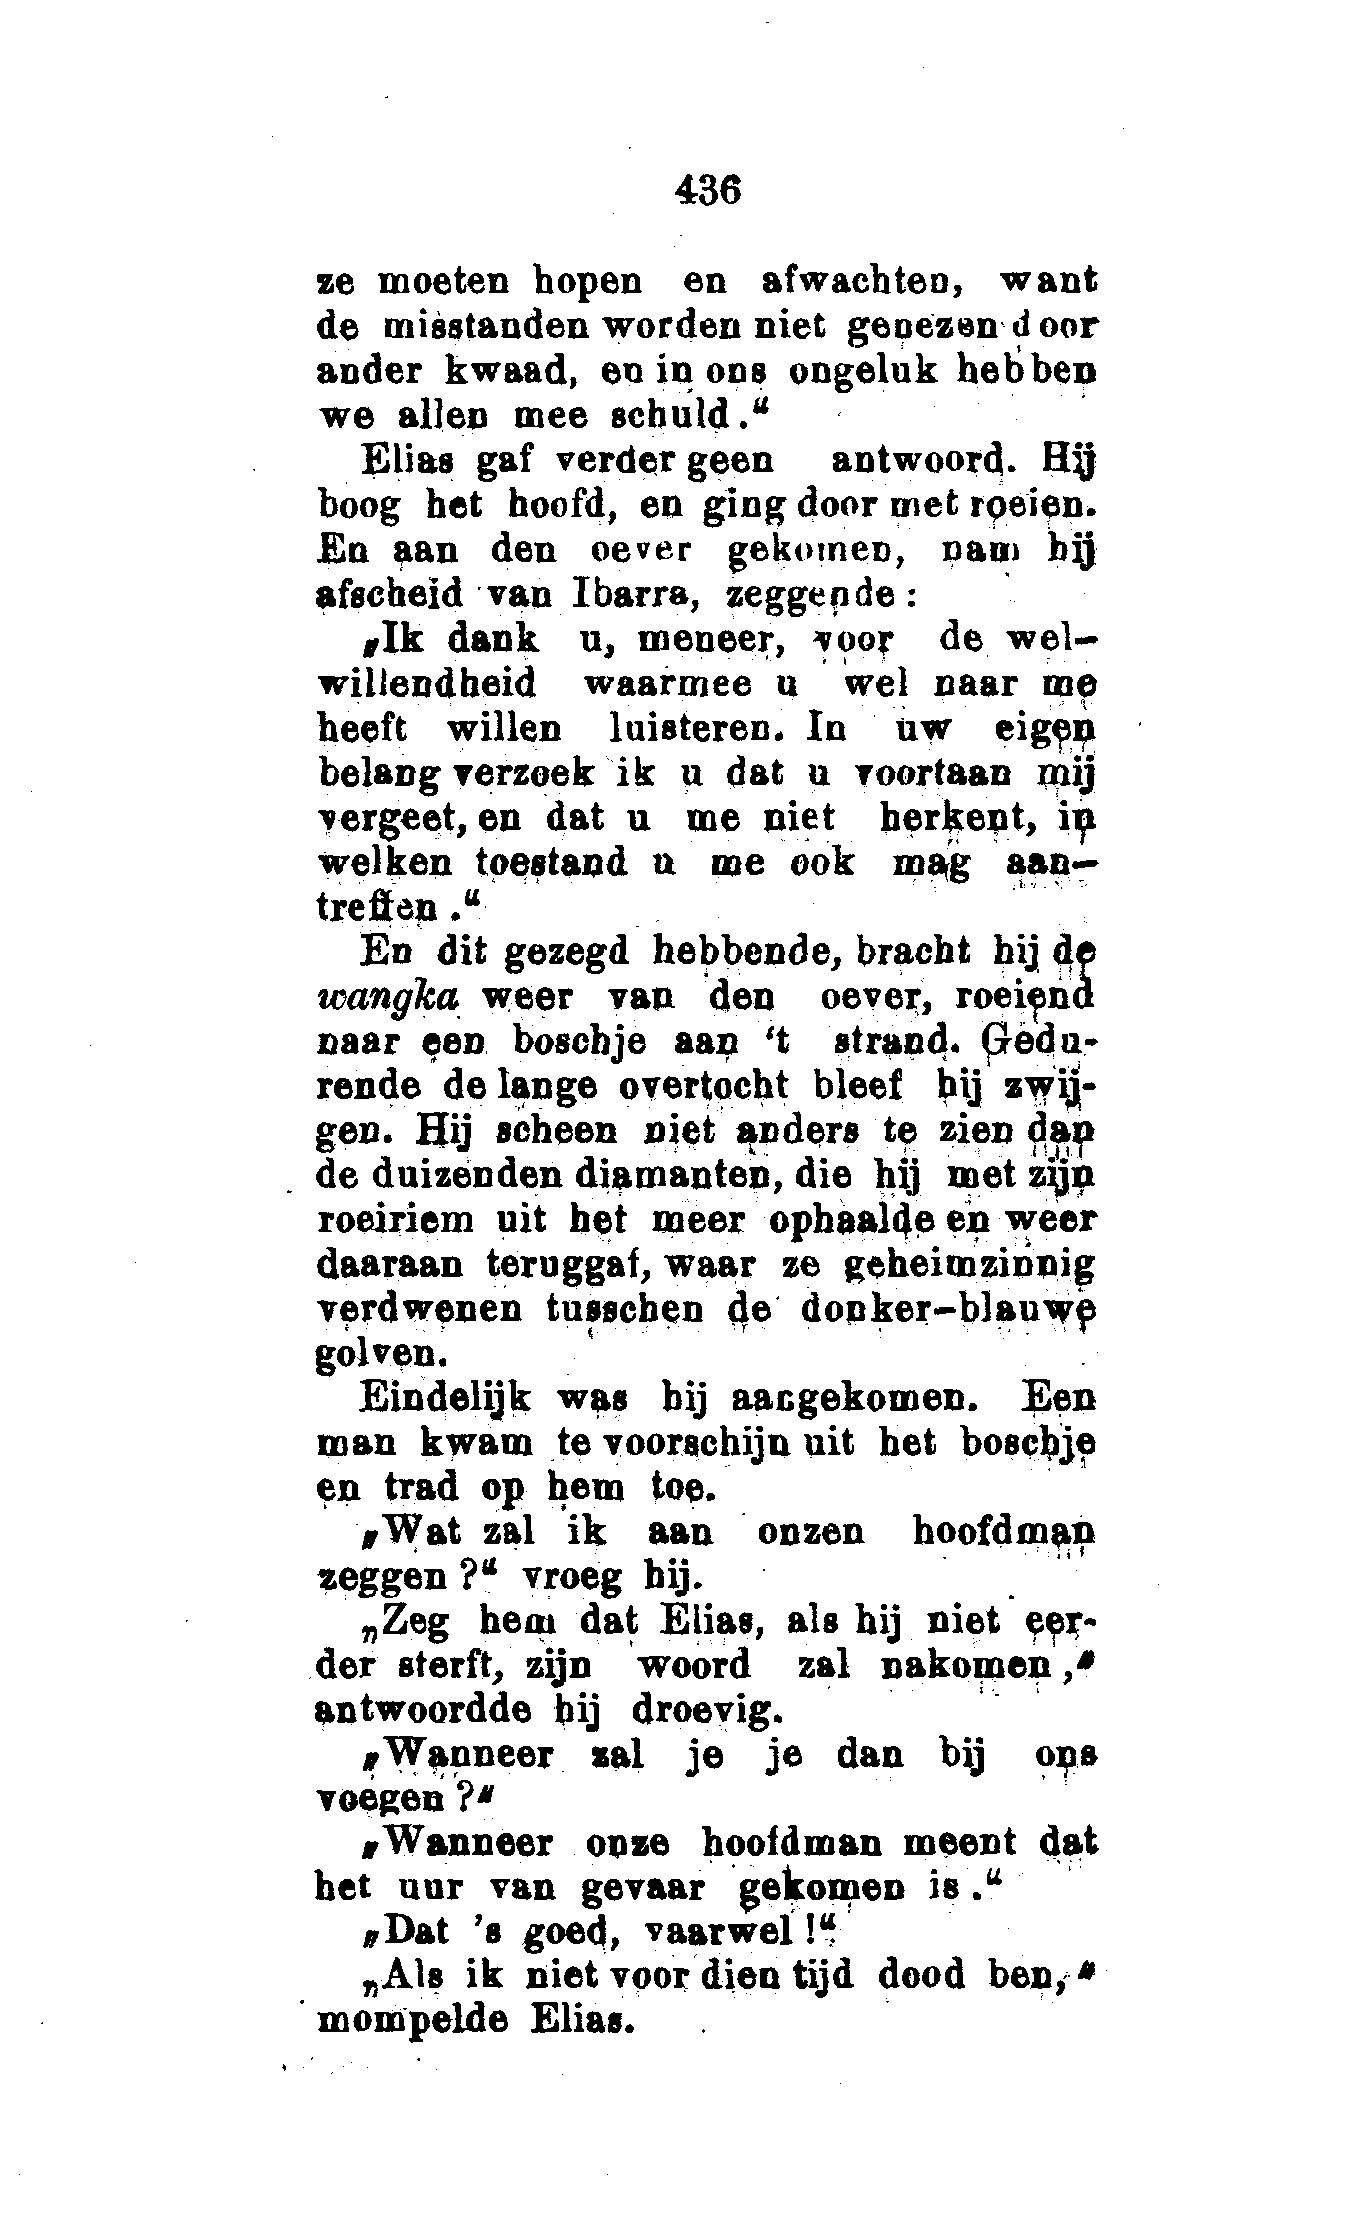 436
ze moeten hopen en afwachten, want
de misstanden worden niet genezen door
ander kwaad, en in ons ongeluk hebben
we allen mee schuld.“
Elias gaf verder geen antwoord. Hij
boog het hoofd, en ging door met roeien.
En aan den oever gekomen, nam hij
afscheid van Ibarra, zeggende:
„Ik dank u, meneer, voor de wel-
willendheid waarmee u wel naar me
heeft willen luisteren. In uw eigen
belang verzoek ik u dat u voortaan mij
vergeet, en dat u me niet herkent, in
welken toestand u me ook mag aan-
treffen.“
En dit gezegd hebbende, bracht hij de
wangka weer van den oever, roeiend
naar een boschje aan ‘t strand. Gedu-
rende de lange overtocht bleef hij zwij-
gen. Hij scheen niet anders te zien dan
de duizenden diamanten, die hij met zijn
roeiriem uit het meer ophaalde en weer
daaraan teruggaf, waar ze geheimzinnig
verdwenen tusschen de donker-blauwe
golven.
Eindelijk was hij aangekomen. Een
man kwam te voorschijn uit het boschje
en trad op hem toe.
„Wat zal ik aan onzen hoofdman
zeggen?“ vroeg hij.
„Zeg hem dat Elias, als hij niet eer-
der sterft, zijn woord zal nakomen,“
antwoordde hij droevig.
„Wanneer zal je je dan bij ons
voegen?“
„Wanneer onze hoofdman meent dat
het uur van gevaar gekomen is.“
„Dat ’s goed, vaarwel!“
„Als ik niet voor dien tijd dood ben,“
mompelde Elias.